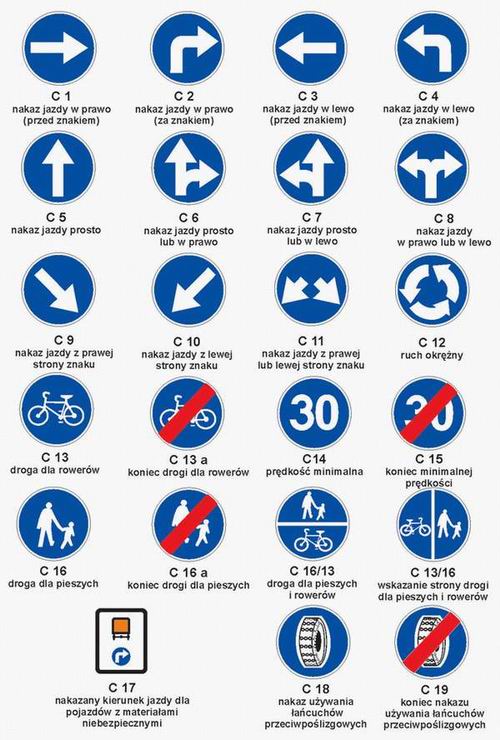 C 1
nakaz jazdy w prawo
(przed znakiem)
C 2
nakaz jazdy w prawo
(za znakiem)
C 3
nakaz jazdy w lewo
(przed znakiem)
C 4
nakaz jazdy w lewo
(za znakiem)
C 5
nakaz jazdy prosto
C 6
nakaz jazdy prosto
lub w prawo
C 7
nakaz jazdy prosto
lub w lewo
C 8
nakaz jazdy
w prawo lub w lewo
C 9
nakaz jazdy z prawej
strony znaku
C 10
nakaz jazdy z lewej
strony znaku
C 11
nakaz jazdy z prawej
lub lewej strony znaku
C 12
ruch okrężny
C 13
droga dla rowerów
C 13 a
koniec drogi dla rowerów
30
C14
prędkość minimalna
30
C 15
koniec minimalnej
prędkości
C 16
droga dla pieszych
C 16 a
koniec drogi dla pieszych
C 16/13
droga dla pieszych
i rowerów
C 13/16
wskazanie strony drogi
dla pieszych i rowerów
C 17
nakazany kierunek jazdy dla
pojazdów z materiałami
niebezpiecznymi
C 18
nakaz używania
łańcuchów
przeciwpoślizgowych
C 19
koniec nakazu
używania łańcuchów
przeciwpoślizgowych